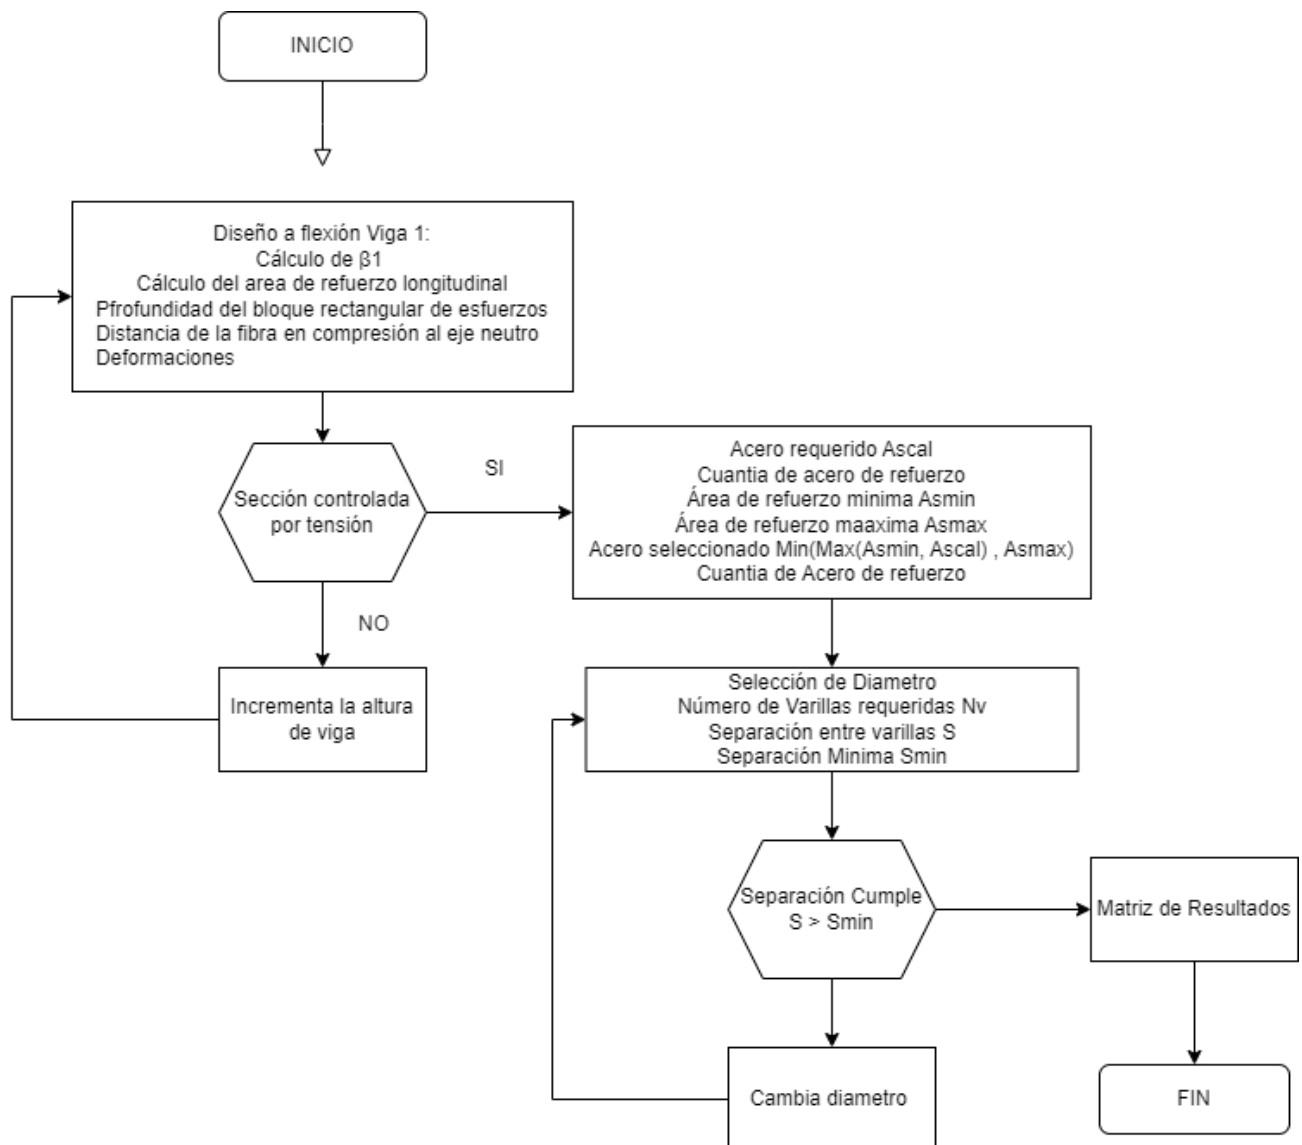 INICIO
Diseño a flexión Viga 1:
Cálculo de β1
Cálculo del area de refuerzo longitudinal
Pfrofundidad del bloque rectangular de esfuerzos
Distancia de la fibra en compresión al eje neutro
Deformaciones
Sección controlada
por tensión
SI
NO
Incrementa la altura
de viga
Acero requerido Ascal
Cuantia de acero de refuerzo
Área de refuerzo minima Asmin
Área de refuerzo maaxima Asmax
Acero seleccionado Min(Max(Asmin, Ascal) , Asmax)
Cuantia de Acero de refuerzo
Selección de Diametro
Número de Varillas requeridas Nv
Separación entre varillas S
Separación Minima Smin
Separación Cumple
S > Smin
Matriz de Resultados
Cambia diametro
FIN